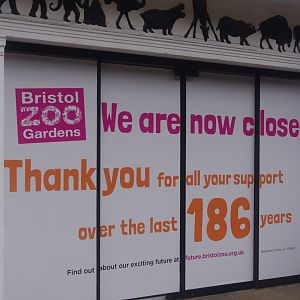 Bristol
ZOO
Gardens
We are now close
Thank you for all your support
over the last 186 years
Find out about our exciting future at future.bristolzoo.org.uk